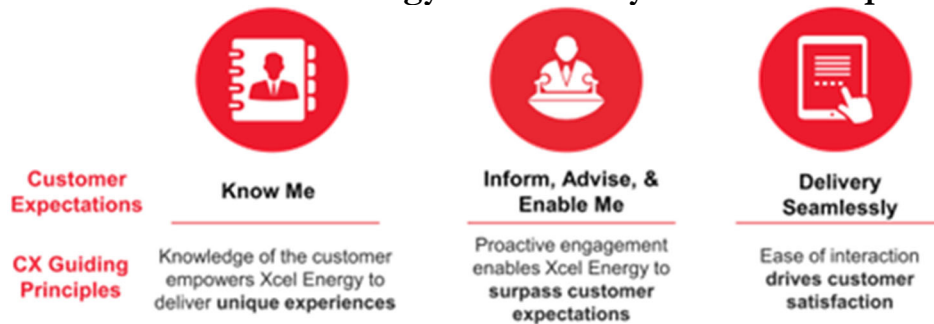 Customer Expectations
Know Me
Inform, Advise, &
Enable Me
Delivery
Seamlessly
CX Guiding Principles
Knowledge of the customer
empowers Xcel Energy to
deliver unique experiences
Proactive engagement
enables Xcel Energy to
surpass customer
expectations
Ease of interaction
drives customer
satisfaction